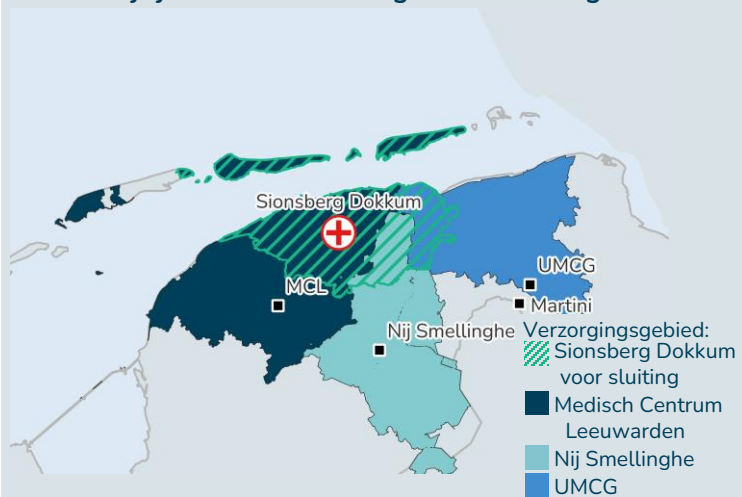 Sionsberg Dokkum
MCL
UMCG
Martini
Nij Smellinghe
Verzorgingsgebied:
Sionsberg Dokkum
voor sluiting
Medisch Centrum
Leeuwarden
Nij Smellinghe
UMCG